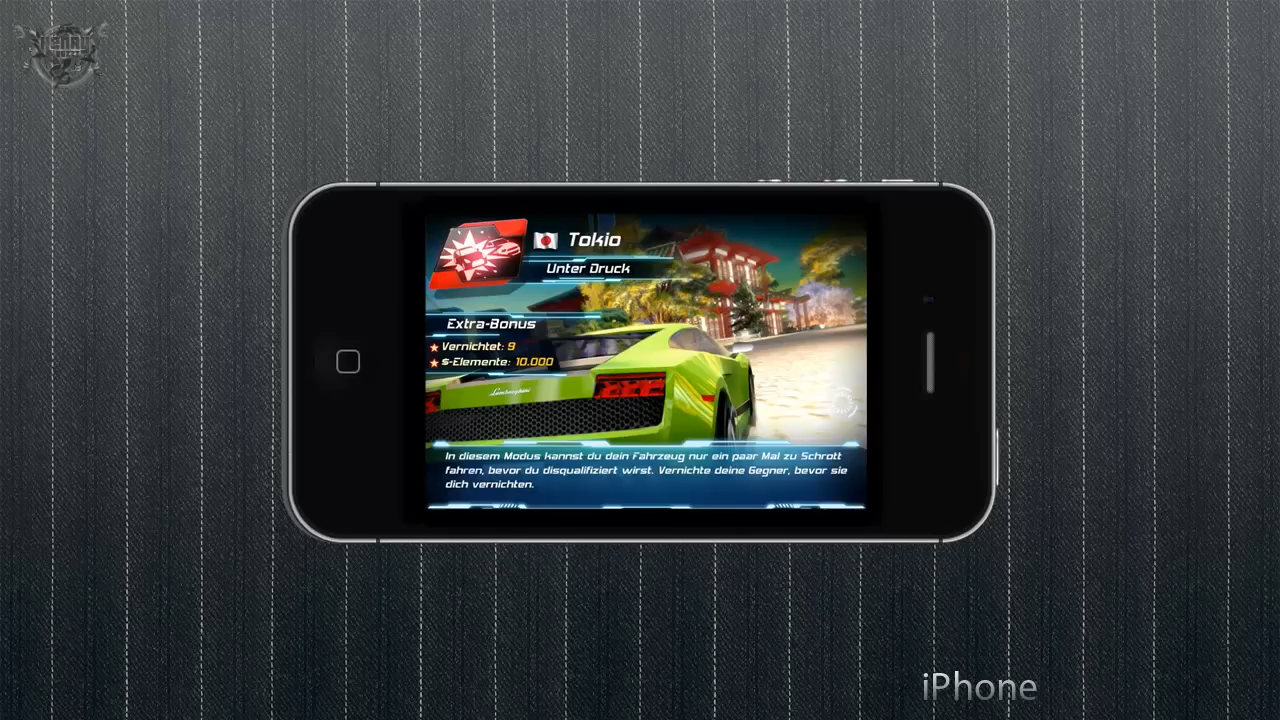 Tokio
Unter Druck
Extra-Bonus
Vernichtet: 9
s-Elemente: 10.000
Lamborghini
In diesem Modus kannst du dein Fahrzeug nur ein paar Mal zu Schrott
fahren, bevor du disqualifiziert wirst. Vernichte deine Gegner, bevor sie
dich vernichten.
iPhone